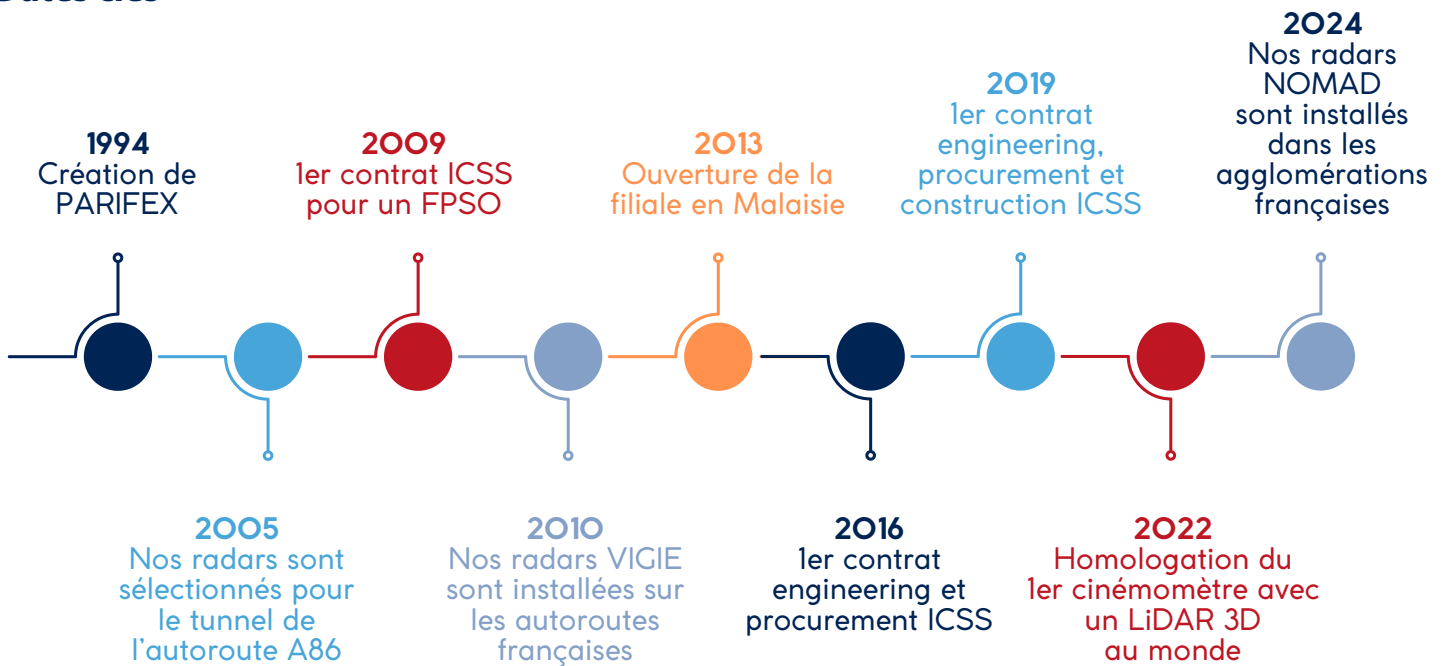 Dates clés
1994
Création de
PARIFEX
2005
Nos radars sont
sélectionnés pour
le tunnel de
l'autoroute A86
2009
1er contrat ICSS
pour un FPSO
2010
Nos radars VIGIE
sont installées sur
les autoroutes
françaises
2013
Ouverture de la
filiale en Malaisie
2016
1er contrat
engineering et
procurement ICSS
2019
1er contrat
engineering,
procurement et
construction ICSS
2022
Homologation du
1er cinémomètre avec
un LiDAR 3D
au monde
2024
Nos radars
NOMAD
sont installés
dans les
agglomérations
françaises